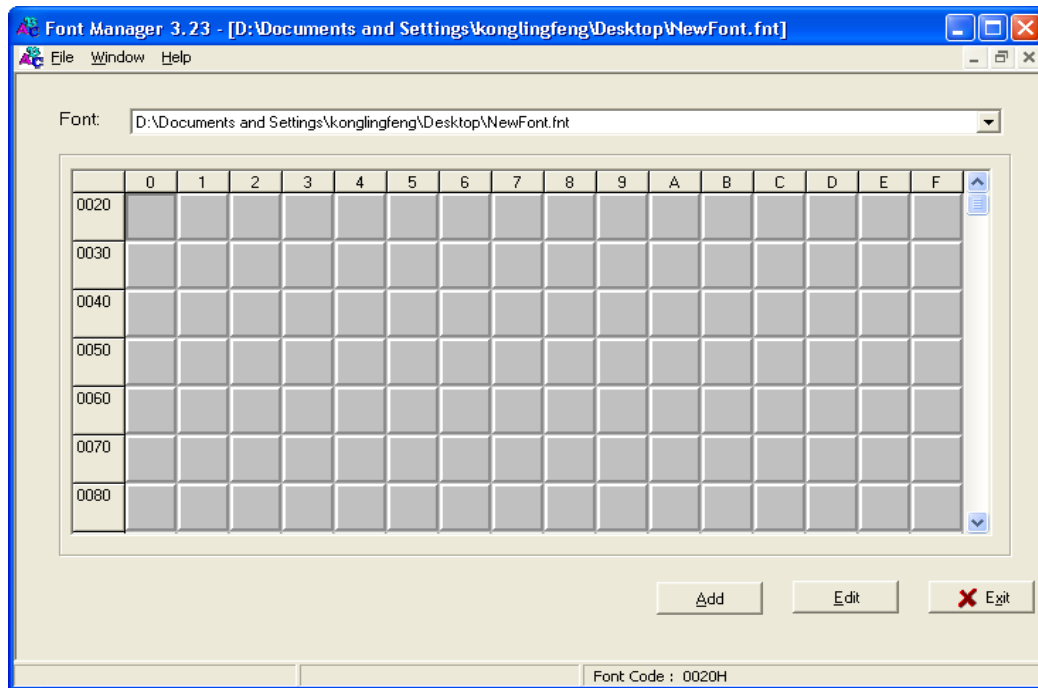 Font Manager 3.23 - [D:\Documents and Settings\konglingfeng\Desktop\NewFont.fnt]
File Window Help
Font: D:\Documents and Settings\konglingfeng\Desktop\NewFont.fnt
0 1 2 3 4 5 6 7 8 9 A B C D E F
0020
0030
0040
0050
0060
0070
0080
Add Edit Exit
Font Code : 0020H